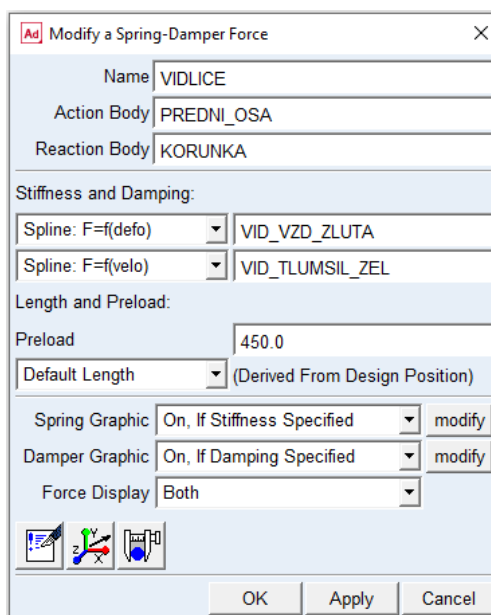 Ad Modify a Spring-Damper Force
Name VIDLICE
Action Body PREDNI_OSA
Reaction Body KORUNKA
Stiffness and Damping:
Spline: F=f(defo) VID_VZD_ZLUTA
Spline: F=f(velo) VID_TLUMSIL_ZEL
Length and Preload:
Preload 450.0
Default Length (Derived From Design Position)
Spring Graphic On, If Stiffness Specified modify
Damper Graphic On, If Damping Specified modify
Force Display Both
Z Y X
OK Apply Cancel